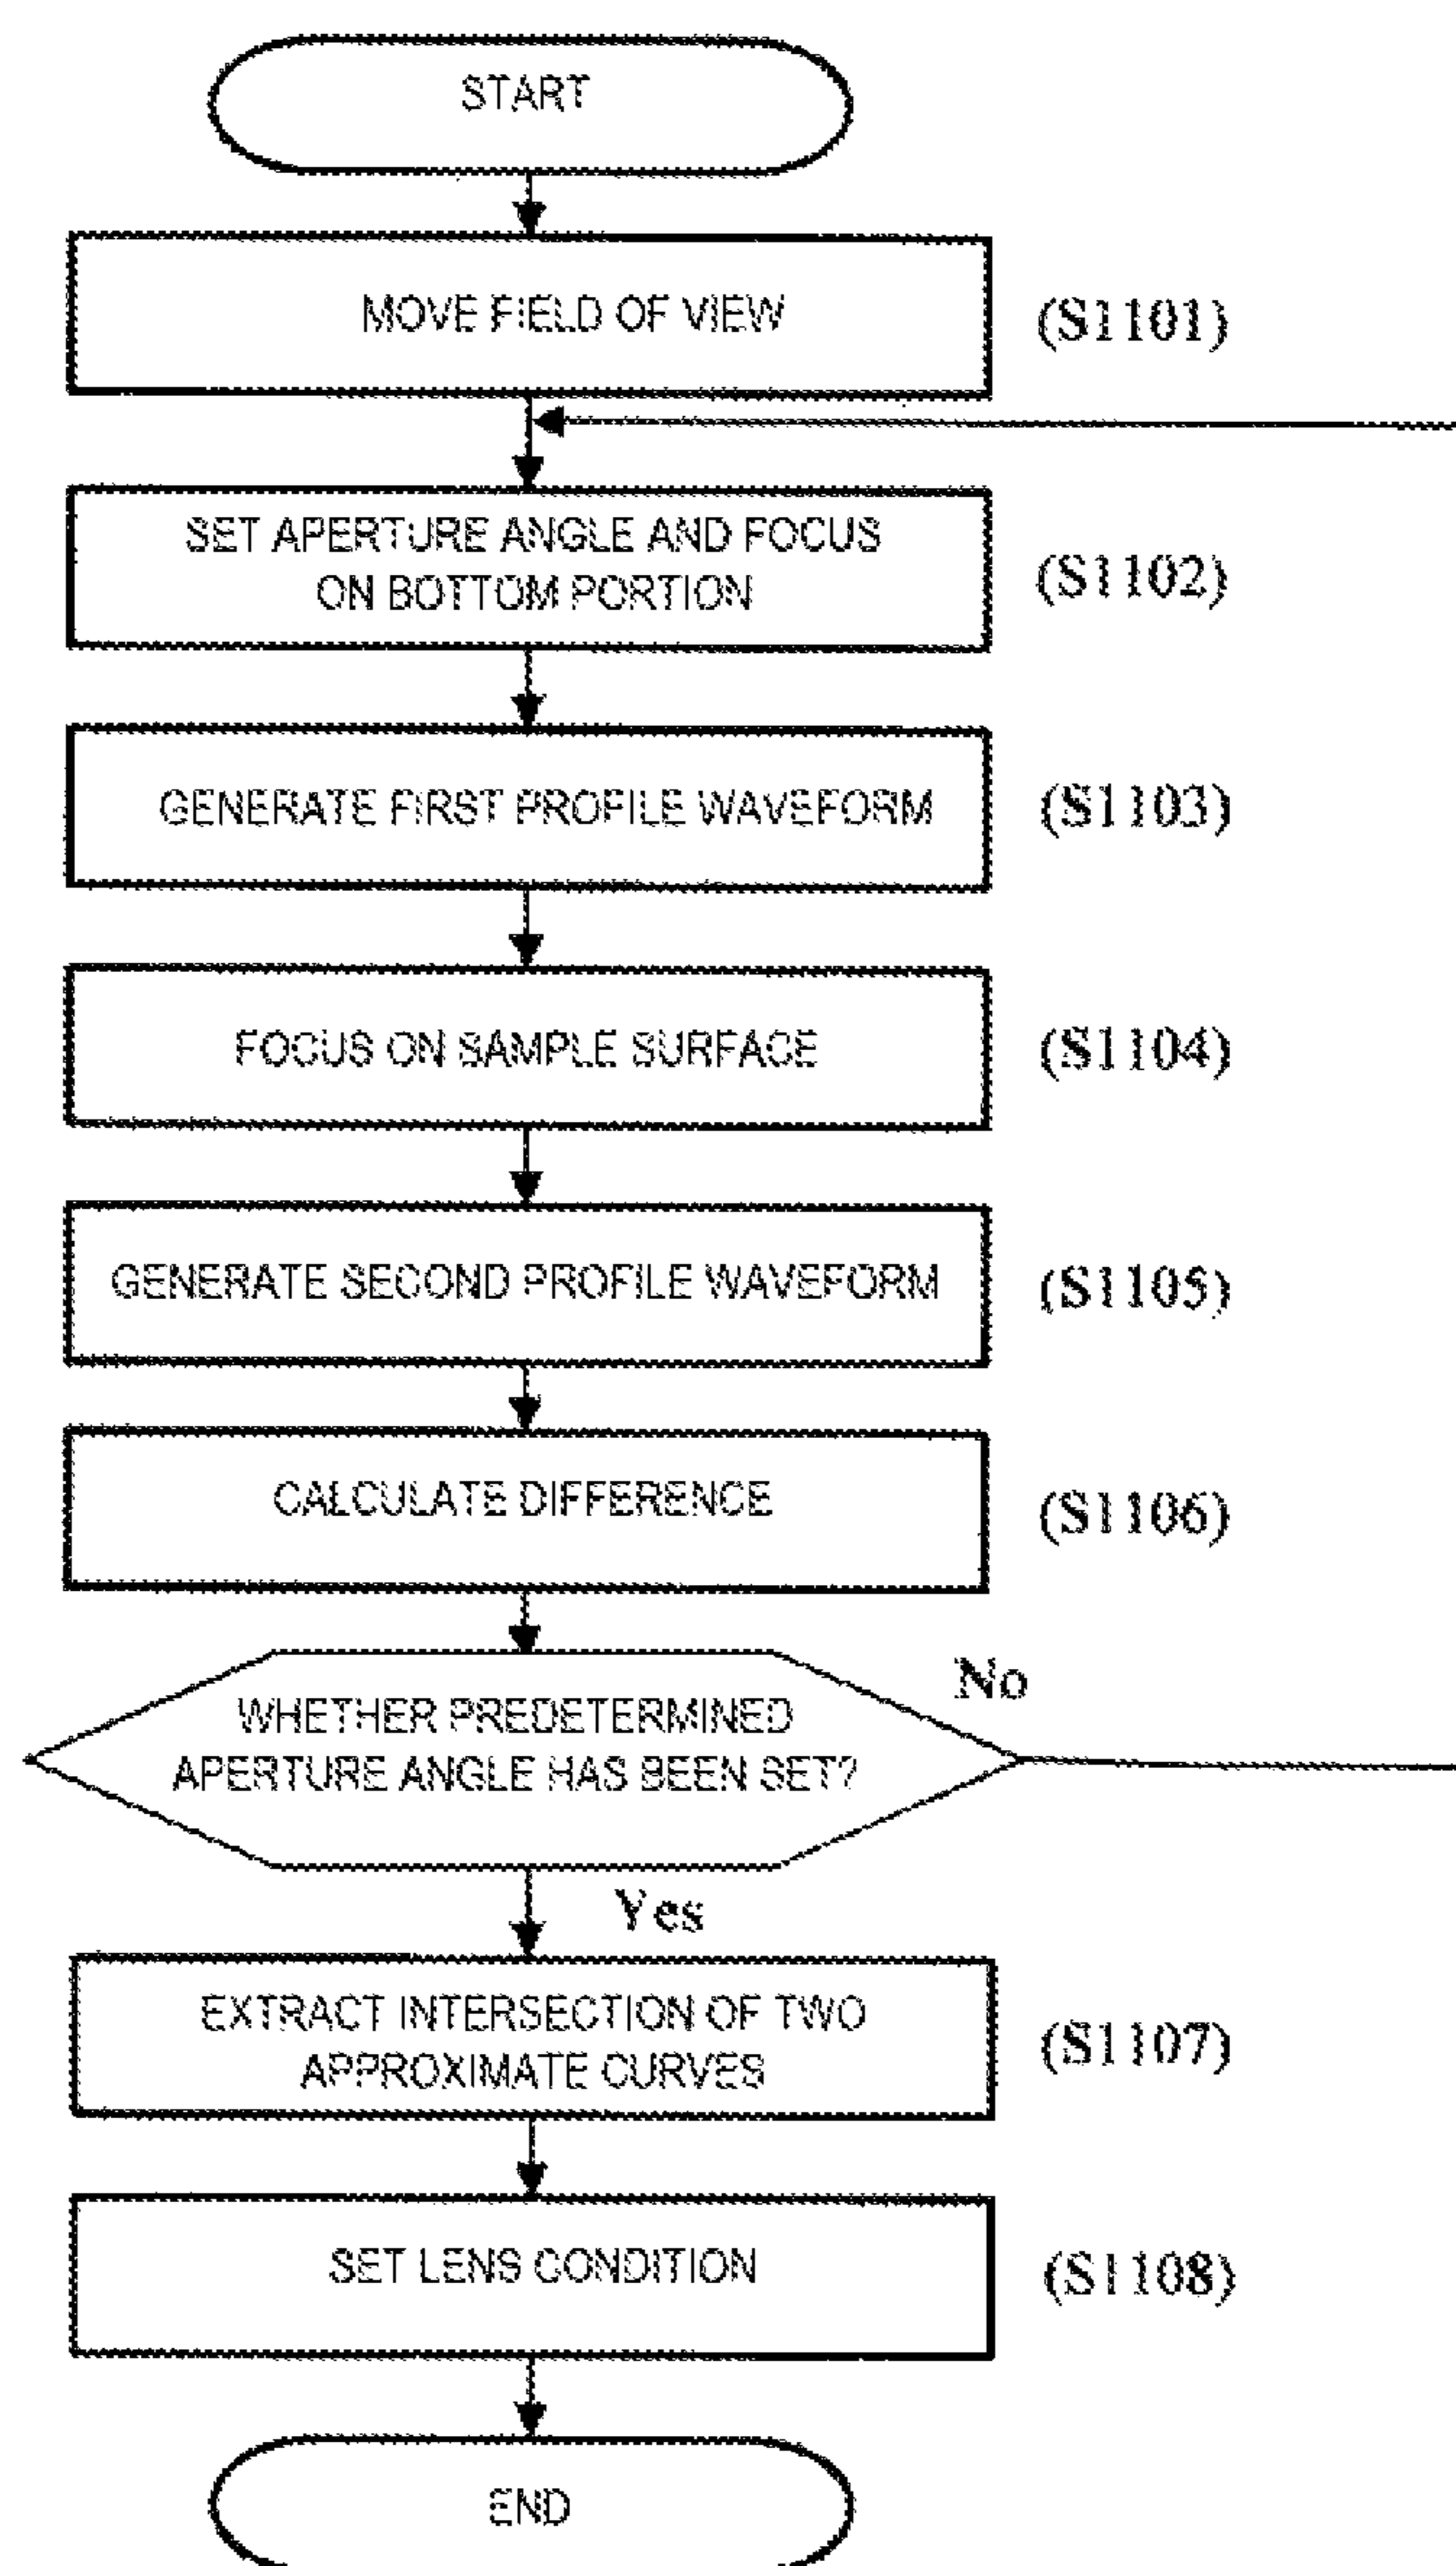 START
MOVE FIELD OF VIEW
(S1101)
SET APERTURE ANGLE AND FOCUS
ON BOTTOM PORTION
(S1102)
GENERATE FIRST PROFILE WAVEFORM
(S1103)
FOCUS ON SAMPLE SURFACE
(S1104)
GENERATE SECOND PROFILE WAVEFORM
(S1105)
CALCULATE DIFFERENCE
(S1106)
WHETHER PREDETERMINED
APERTURE ANGLE HAS BEEN SET?
No
Yes
EXTRACT INTERSECTION OF TWO
APPROXIMATE CURVES
(S1107)
SET LENS CONDITION
(S1108)
END